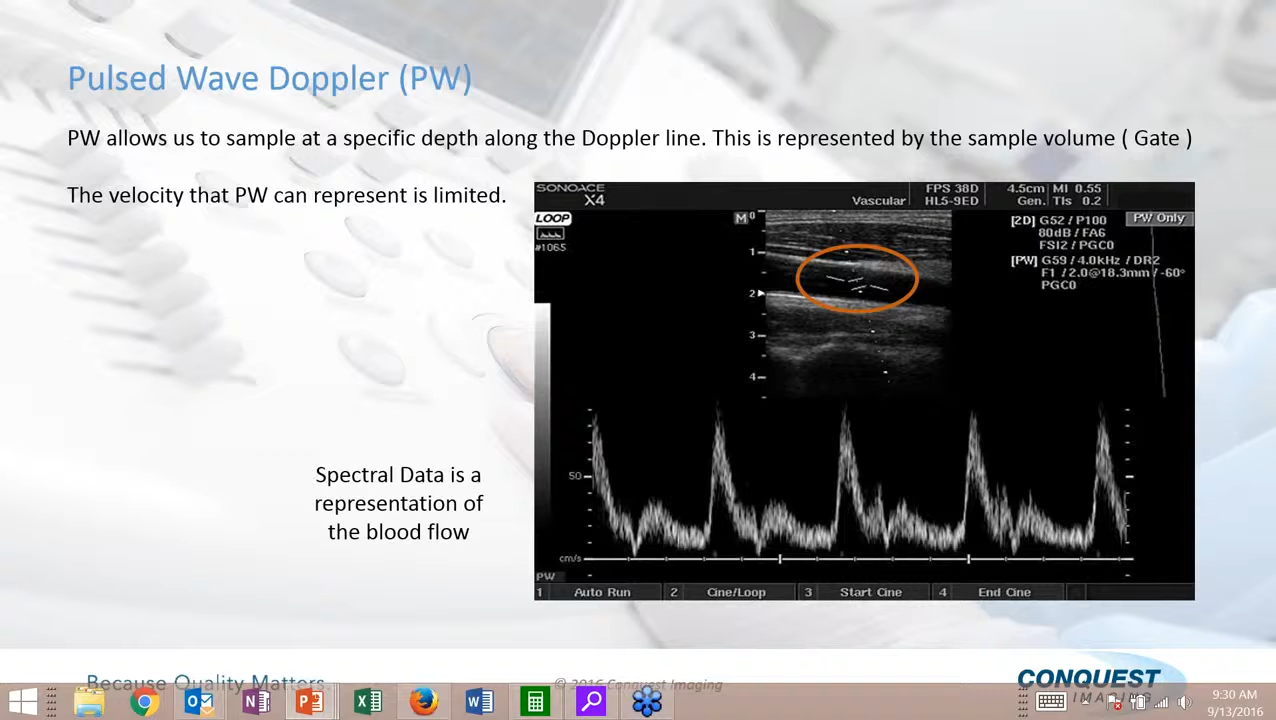 Pulsed Wave Doppler (PW)
PW allows us to sample at a specific depth along the Doppler line. This is represented by the sample volume ( Gate )
The velocity that PW can represent is limited.
SONOACE
X4
Vascular
FPS 38D
HL5-9ED
4.5cm MI 0.55
Gen. TIs 0.2
LOOP
#1065
M
0
1
2
3
4
[2D] G52 / P100
80dB / FA6
FSI2 / PGC0
[PW] G59 / 4.0kHz / DR2
F1 / 2.0@18.3mm / -60°
PGC0
PW Only
Spectral Data is a
representation of
the blood flow
50
cm/s
PW
1 Auto Run 2 Cine/Loop 3 Start Cine 4 End Cine
Because Quality Matters.
© 2016 Conquest Imaging
CONQUEST
IMAGING
9:30 AM
9/13/2016